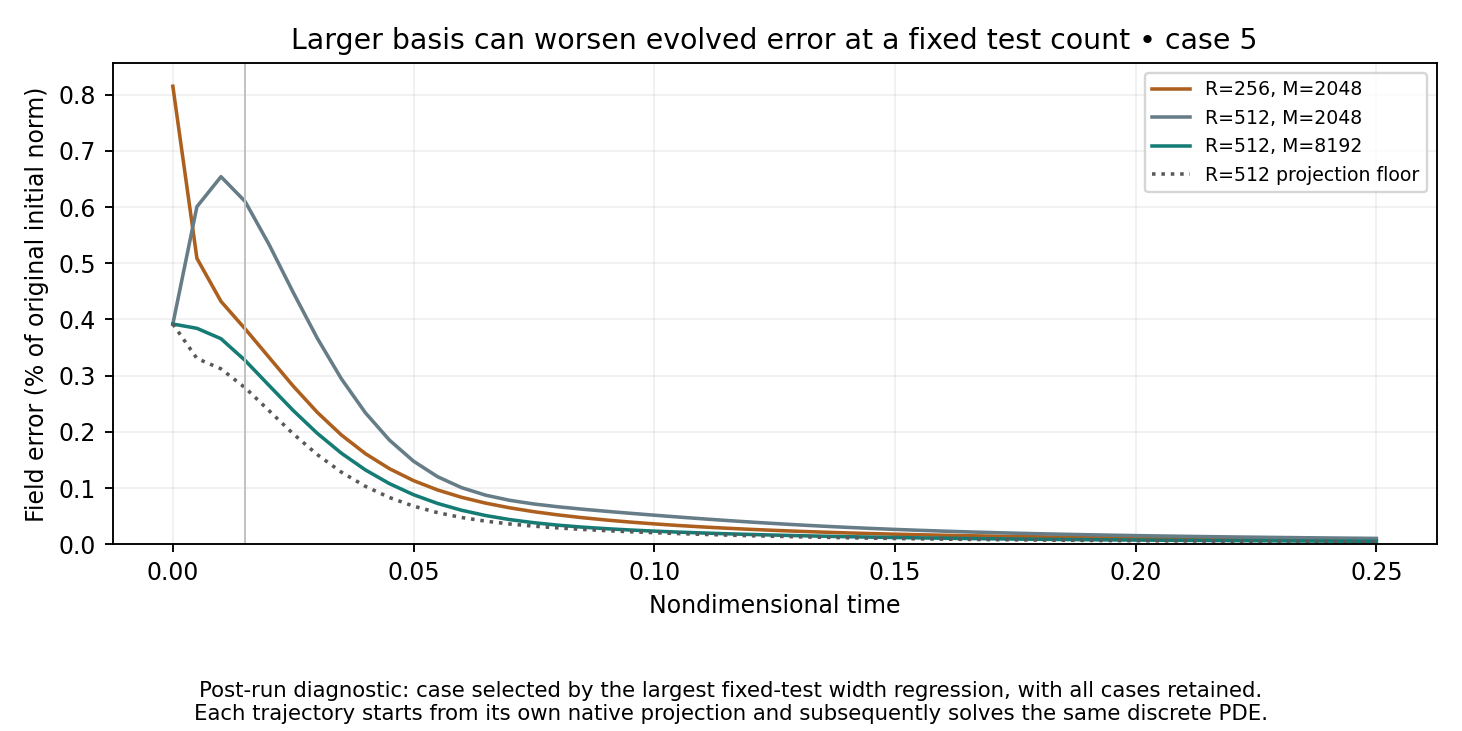 Larger basis can worsen evolved error at a fixed test count • case 5
Field error (% of original initial norm)
0.8
0.7
0.6
0.5
0.4
0.3
0.2
0.1
0.0
R=256, M=2048
R=512, M=2048
R=512, M=8192
R=512 projection floor
0.00 0.05 0.10 0.15 0.20 0.25
Nondimensional time
Post-run diagnostic: case selected by the largest fixed-test width regression, with all cases retained.
Each trajectory starts from its own native projection and subsequently solves the same discrete PDE.